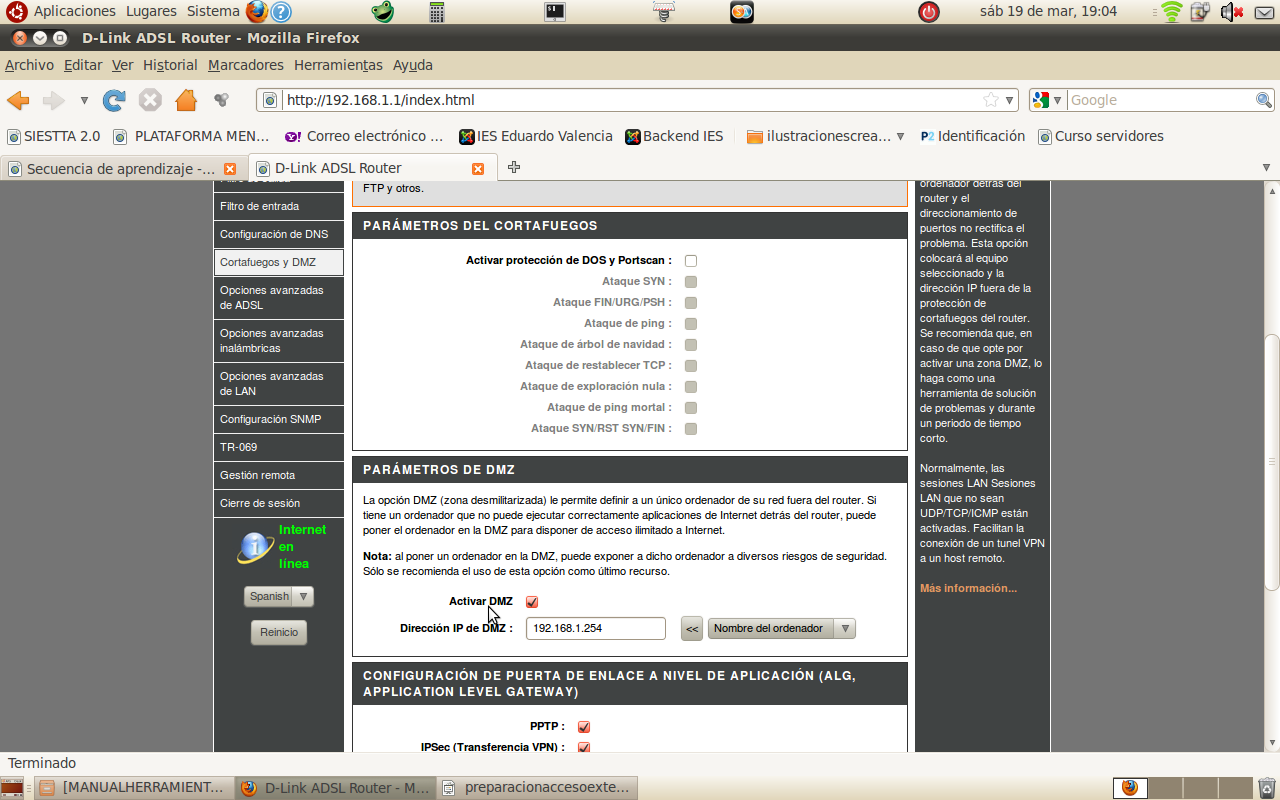 Aplicaciones Lugares Sistema
sáb 19 de mar, 19:04
D-Link ADSL Router - Mozilla Firefox
Archivo Editar Ver Historial Marcadores Herramientas Ayuda
http://192.168.1.1/index.html
Google
SIESTTA 2.0
PLATAFORMA MEN...
Correo electrónico ...
IES Eduardo Valencia
Backend IES
ilustracionescrea...
Identificación
Curso servidores
Secuencia de aprendizaje -...
D-Link ADSL Router
Filtro de entrada
Configuración de DNS
Cortafuegos y DMZ
Opciones avanzadas
de ADSL
Opciones avanzadas
inalámbricas
Opciones avanzadas
de LAN
Configuración SNMP
TR-069
Gestión remota
Cierre de sesión
Internet
en
línea
Spanish
Reinicio
FTP y otros.
PARÁMETROS DEL CORTAFUEGOS
Activar protección de DOS y Portscan :
Ataque SYN :
Ataque FIN/URG/PSH :
Ataque de ping :
Ataque de árbol de navidad :
Ataque de restablecer TCP :
Ataque de exploración nula :
Ataque de ping mortal :
Ataque SYN/RST SYN/FIN :
PARÁMETROS DE DMZ
La opción DMZ (zona desmilitarizada) le permite definir a un único ordenador de su red fuera del router. Si
tiene un ordenador que no puede ejecutar correctamente aplicaciones de Internet detrás del router, puede
poner el ordenador en la DMZ para disponer de acceso ilimitado a Internet.
Nota: al poner un ordenador en la DMZ, puede exponer a dicho ordenador a diversos riesgos de seguridad.
Sólo se recomienda el uso de esta opción como último recurso.
Activar DMZ
Dirección IP de DMZ :
192.168.1.254
<<
Nombre del ordenador
CONFIGURACIÓN DE PUERTA DE ENLACE A NIVEL DE APLICACIÓN (ALG,
APPLICATION LEVEL GATEWAY)
PPTP :
IPSec (Transferencia VPN) :
ordenador detrás del
router y el
direccionamiento de
puertos no rectifica el
problema. Esta opción
colocará al equipo
seleccionado y la
dirección IP fuera de la
protección de
cortafuegos del router.
Se recomienda que, en
caso de que opte por
activar una zona DMZ, lo
haga como una
herramienta de solución
de problemas y durante
un periodo de tiempo
corto.
Normalmente, las
sesiones LAN Sesiones
LAN que no sean
UDP/TCP/ICMP están
activadas. Facilitan la
conexión de un tunel VPN
a un host remoto.
Más información...
Terminado
[MANUALHERRAMIENT...
D-Link ADSL Router - M...
preparacionaccesoexte...